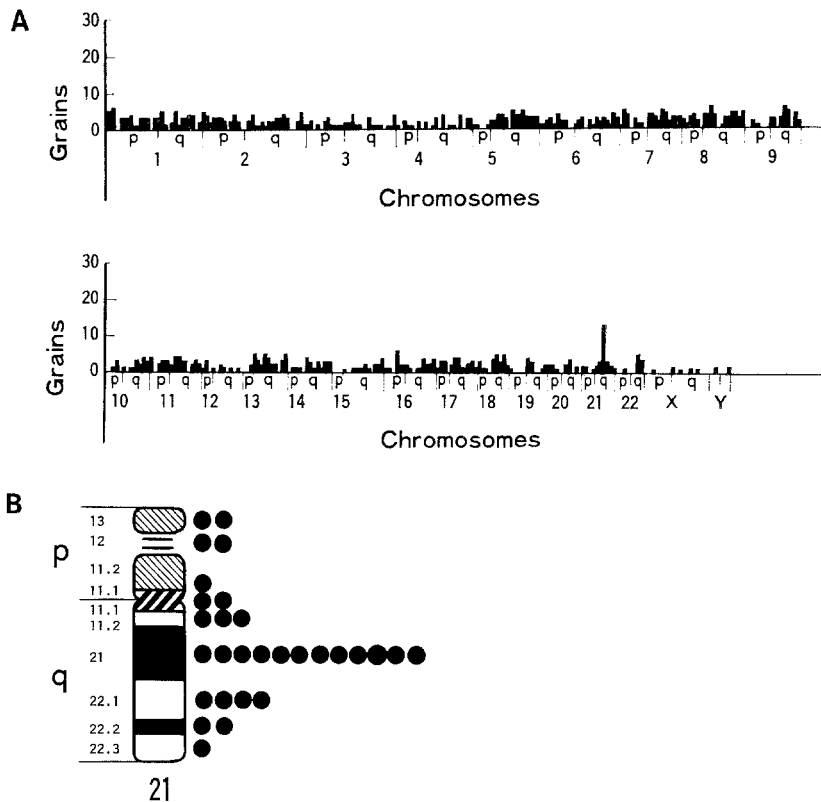 A
30
20
10
0
Grains
p q p q p q p q p q p q p q p q p q
1 2 3 4 5 6 7 8 9
Chromosomes
30
20
10
0
Grains
p q p q p q p q p q p q p q p q p q p q p q p q p q p q
10 11 12 13 14 15 16 17 18 19 20 21 22 X Y
Chromosomes
B
p
13
12
11.2
11.1
q
11.1
11.2
21
22.1
22.2
22.3
21